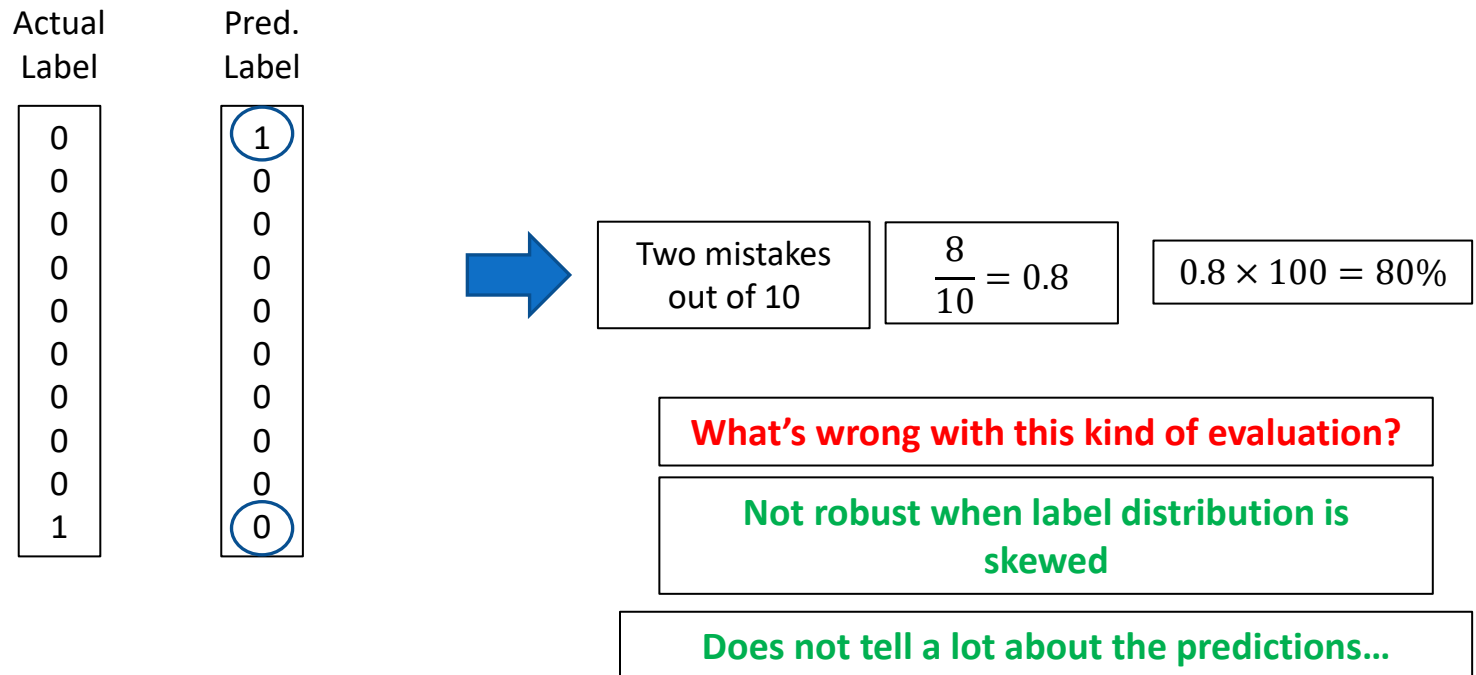 Actual
Label
Pred.
Label
0
0
0
0
0
0
0
0
0
1
1
0
0
0
0
0
0
0
0
0
Two mistakes
out of 10
8
10
= 0.8
0.8 × 100 = 80%
What’s wrong with this kind of evaluation?
Not robust when label distribution is
skewed
Does not tell a lot about the predictions…